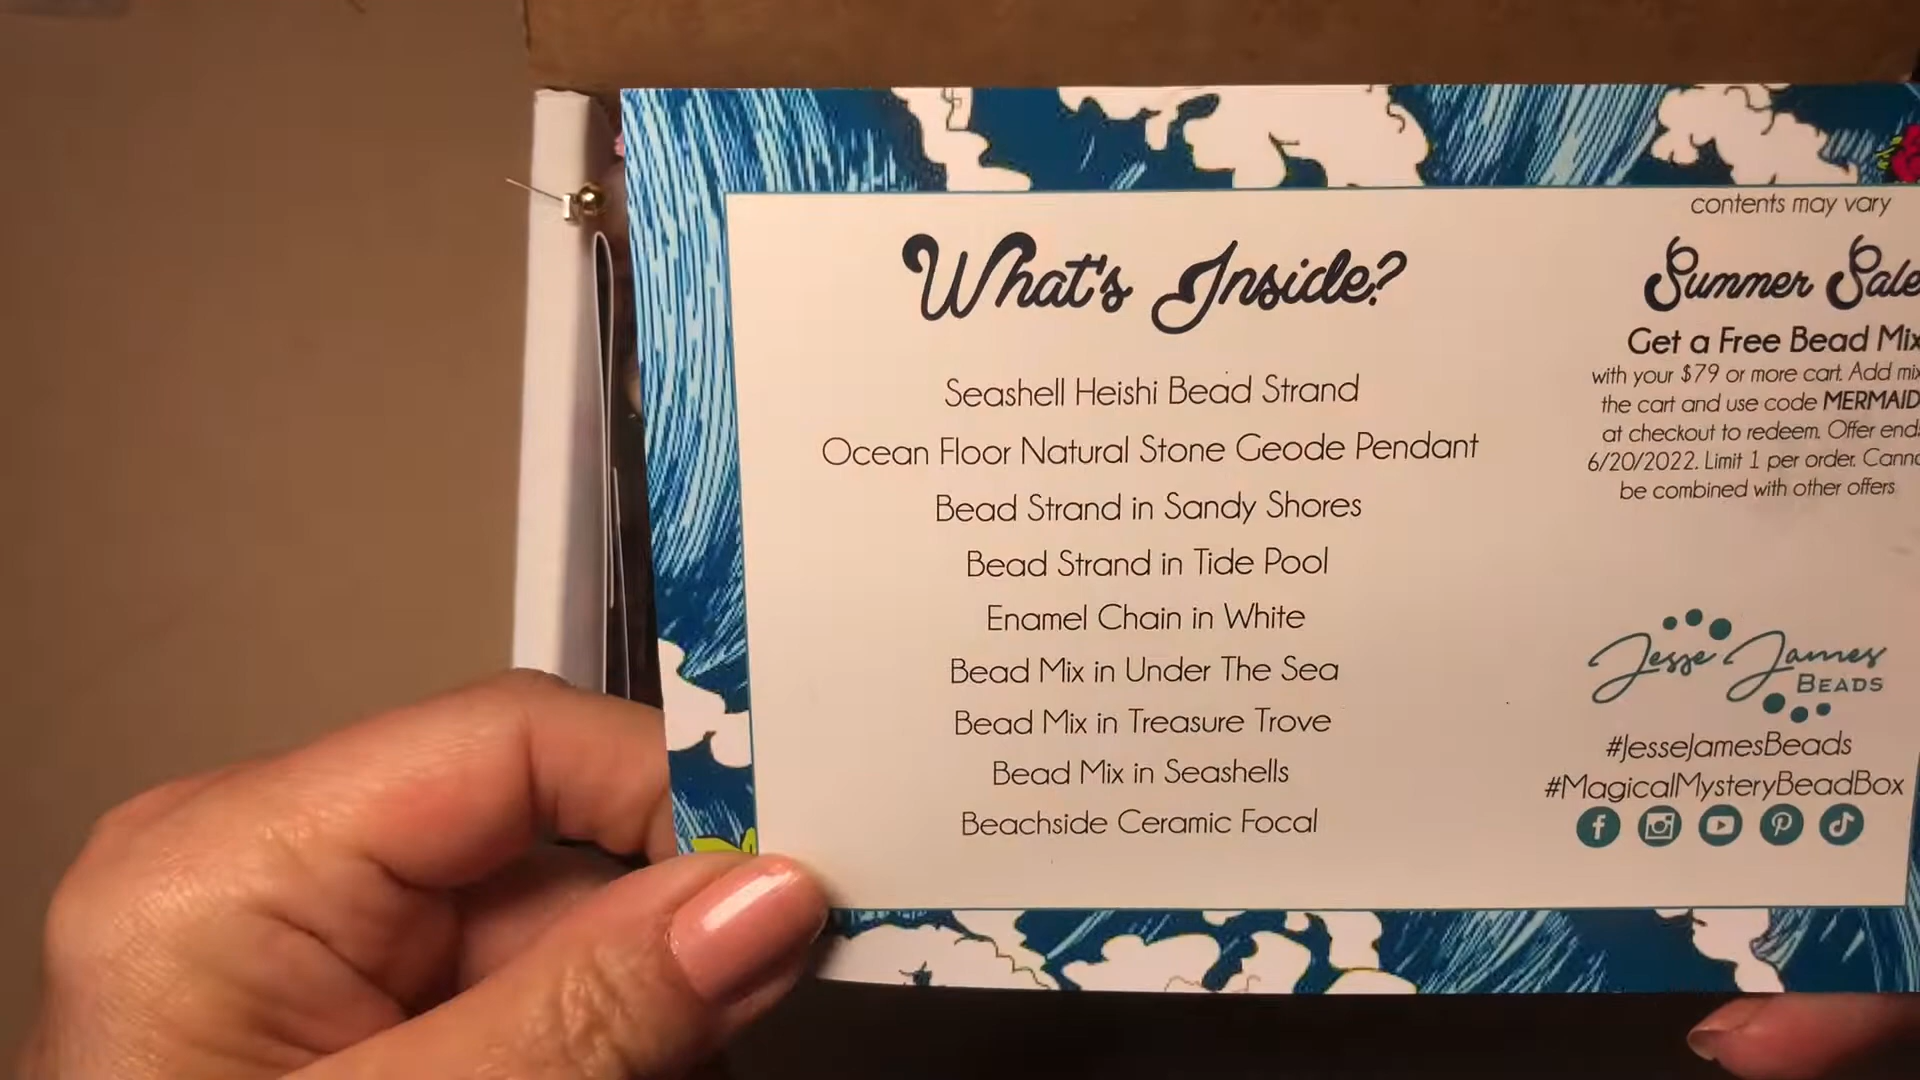 What's Inside?
Seashell Heishi Bead Strand
Ocean Floor Natural Stone Geode Pendant
Bead Strand in Sandy Shores
Bead Strand in Tide Pool
Enamel Chain in White
Bead Mix in Under The Sea
Bead Mix in Treasure Trove
Bead Mix in Seashells
Beachside Ceramic Focal
contents may vary
Summer Sale
Get a Free Bead Mix
with your $79 or more cart. Add mix
the cart and use code MERMAID
at checkout to redeem. Offer
6/20/2022. Limit 1 per order.
be combined with other offers
Jesse James
BEADS
#JesseJamesBeads
#MagicalMysteryBeadBox